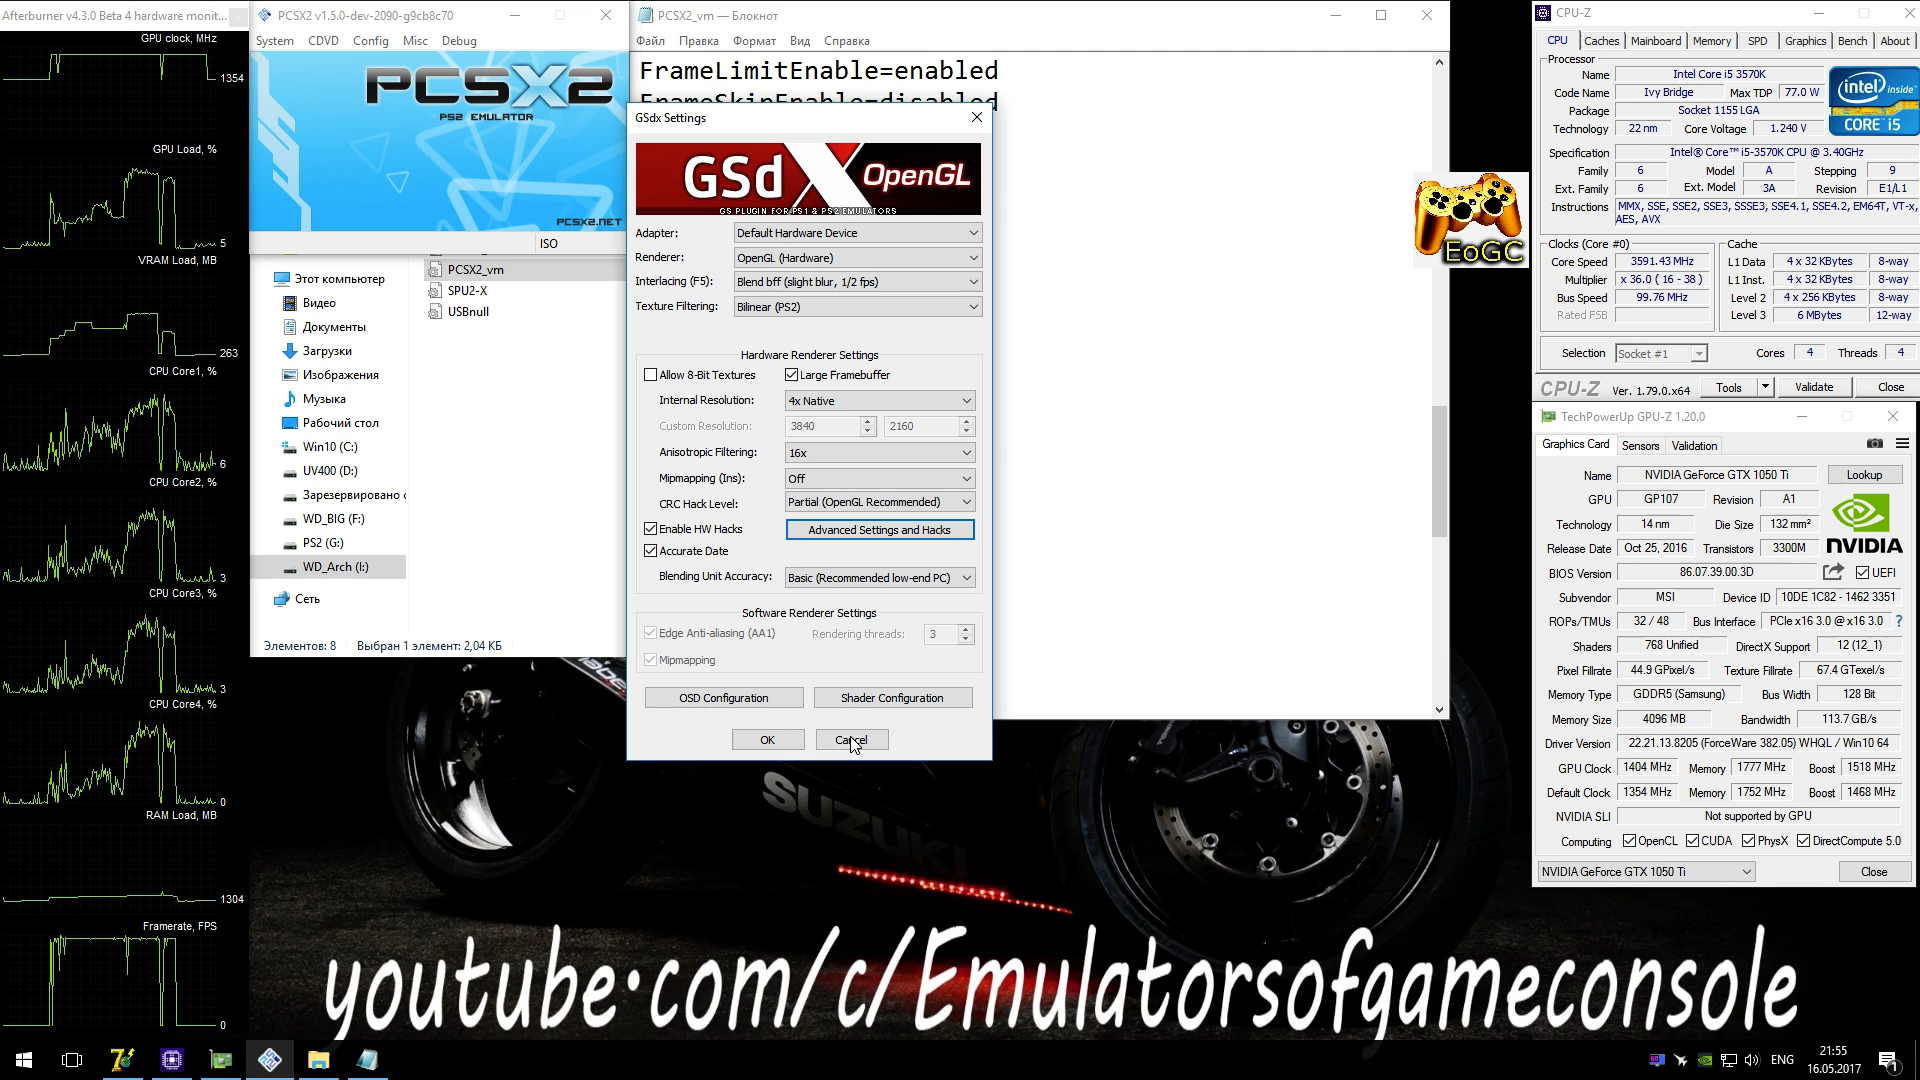 Afterburner v4.3.0 Beta 4 hardware monit...
GPU clock, MHz
1354
GPU Load, %
5
VRAM Load, MB
263
CPU Core1, %
6
CPU Core2, %
3
CPU Core3, %
3
CPU Core4, %
0
RAM Load, MB
1304
Framerate, FPS
0
PCSX2 v1.5.0-dev-2090-g9cb8c70
System CDVD Config Misc Debug
PCSX2
PS2 EMULATOR
PCSX2.NET
ISO
Этот компьютер
Видео
Документы
Загрузки
Изображения
Музыка
Рабочий стол
Win10 (C:)
UV400 (D:)
Зарезервировано с
WD_BIG (F:)
PS2 (G:)
WD_Arch (I:)
Сеть
PCSX2_vm
SPU2-X
USBnull
Элементов: 8 Выбран 1 элемент: 2,04 КБ
PCSX2_vm — Блокнот
Файл Правка Формат Вид Справка
FrameLimitEnable=enabled
FrameSkipEnable=disabled
GSdx Settings
GSdX OpenGL
GS PLUGIN FOR PS1 & PS2 EMULATORS
Adapter: Default Hardware Device
Renderer: OpenGL (Hardware)
Interlacing (F5): Blend bff (slight blur, 1/2 fps)
Texture Filtering: Bilinear (PS2)
Hardware Renderer Settings
Allow 8-Bit Textures Large Framebuffer
Internal Resolution: 4x Native
Custom Resolution: 3840 2160
Anisotropic Filtering: 16x
Mipmapping (Ins): Off
CRC Hack Level: Partial (OpenGL Recommended)
Enable HW Hacks Advanced Settings and Hacks
Accurate Date
Blending Unit Accuracy: Basic (Recommended low-end PC)
Software Renderer Settings
Edge Anti-aliasing (AA1) Rendering threads: 3
Mipmapping
OSD Configuration Shader Configuration
OK Cancel
EoGC
CPU-Z
CPU Caches Mainboard Memory SPD Graphics Bench About
Processor
Name Intel Core i5 3570K
Code Name Ivy Bridge Max TDP 77.0 W
Package Socket 1155 LGA
Technology 22 nm Core Voltage 1.240 V
intel inside™
CORE i5
Specification Intel® Core™ i5-3570K CPU @ 3.40GHz
Family 6 Model A Stepping 9
Ext. Family 6 Ext. Model 3A Revision E1/L1
Instructions MMX, SSE, SSE2, SSE3, SSSE3, SSE4.1, SSE4.2, EM64T, VT-x,
AES, AVX
Clocks (Core #0)
Core Speed 3591.43 MHz
Multiplier x 36.0 ( 16 - 38 )
Bus Speed 99.76 MHz
Rated FSB
Cache
L1 Data 4 x 32 KBytes 8-way
L1 Inst. 4 x 32 KBytes 8-way
Level 2 4 x 256 KBytes 8-way
Level 3 6 MBytes 12-way
Selection Socket #1 Cores 4 Threads 4
CPU-Z Ver. 1.79.0.x64 Tools Validate Close
TechPowerUp GPU-Z 1.20.0
Graphics Card Sensors Validation
Name NVIDIA GeForce GTX 1050 Ti Lookup
GPU GP107 Revision A1
Technology 14 nm Die Size 132 mm²
Release Date Oct 25, 2016 Transistors 3300M
NVIDIA
BIOS Version 86.07.39.00.3D UEFI
Subvendor MSI Device ID 10DE 1C82 - 1462 3351
ROPs/TMUs 32 / 48 Bus Interface PCIe x16 3.0 @ x16 3.0 ?
Shaders 768 Unified DirectX Support 12 (12_1)
Pixel Fillrate 44.9 GPixel/s Texture Fillrate 67.4 GTexel/s
Memory Type GDDR5 (Samsung) Bus Width 128 Bit
Memory Size 4096 MB Bandwidth 113.7 GB/s
Driver Version 22.21.13.8205 (ForceWare 382.05) WHQL / Win10 64
GPU Clock 1404 MHz Memory 1777 MHz Boost 1518 MHz
Default Clock 1354 MHz Memory 1752 MHz Boost 1468 MHz
NVIDIA SLI Not supported by GPU
Computing OpenCL CUDA PhysX DirectCompute 5.0
NVIDIA GeForce GTX 1050 Ti Close
SUZUKI
youtube.com/c/Emulatorsofgameconsole
ENG
21:55
16.05.2017
1